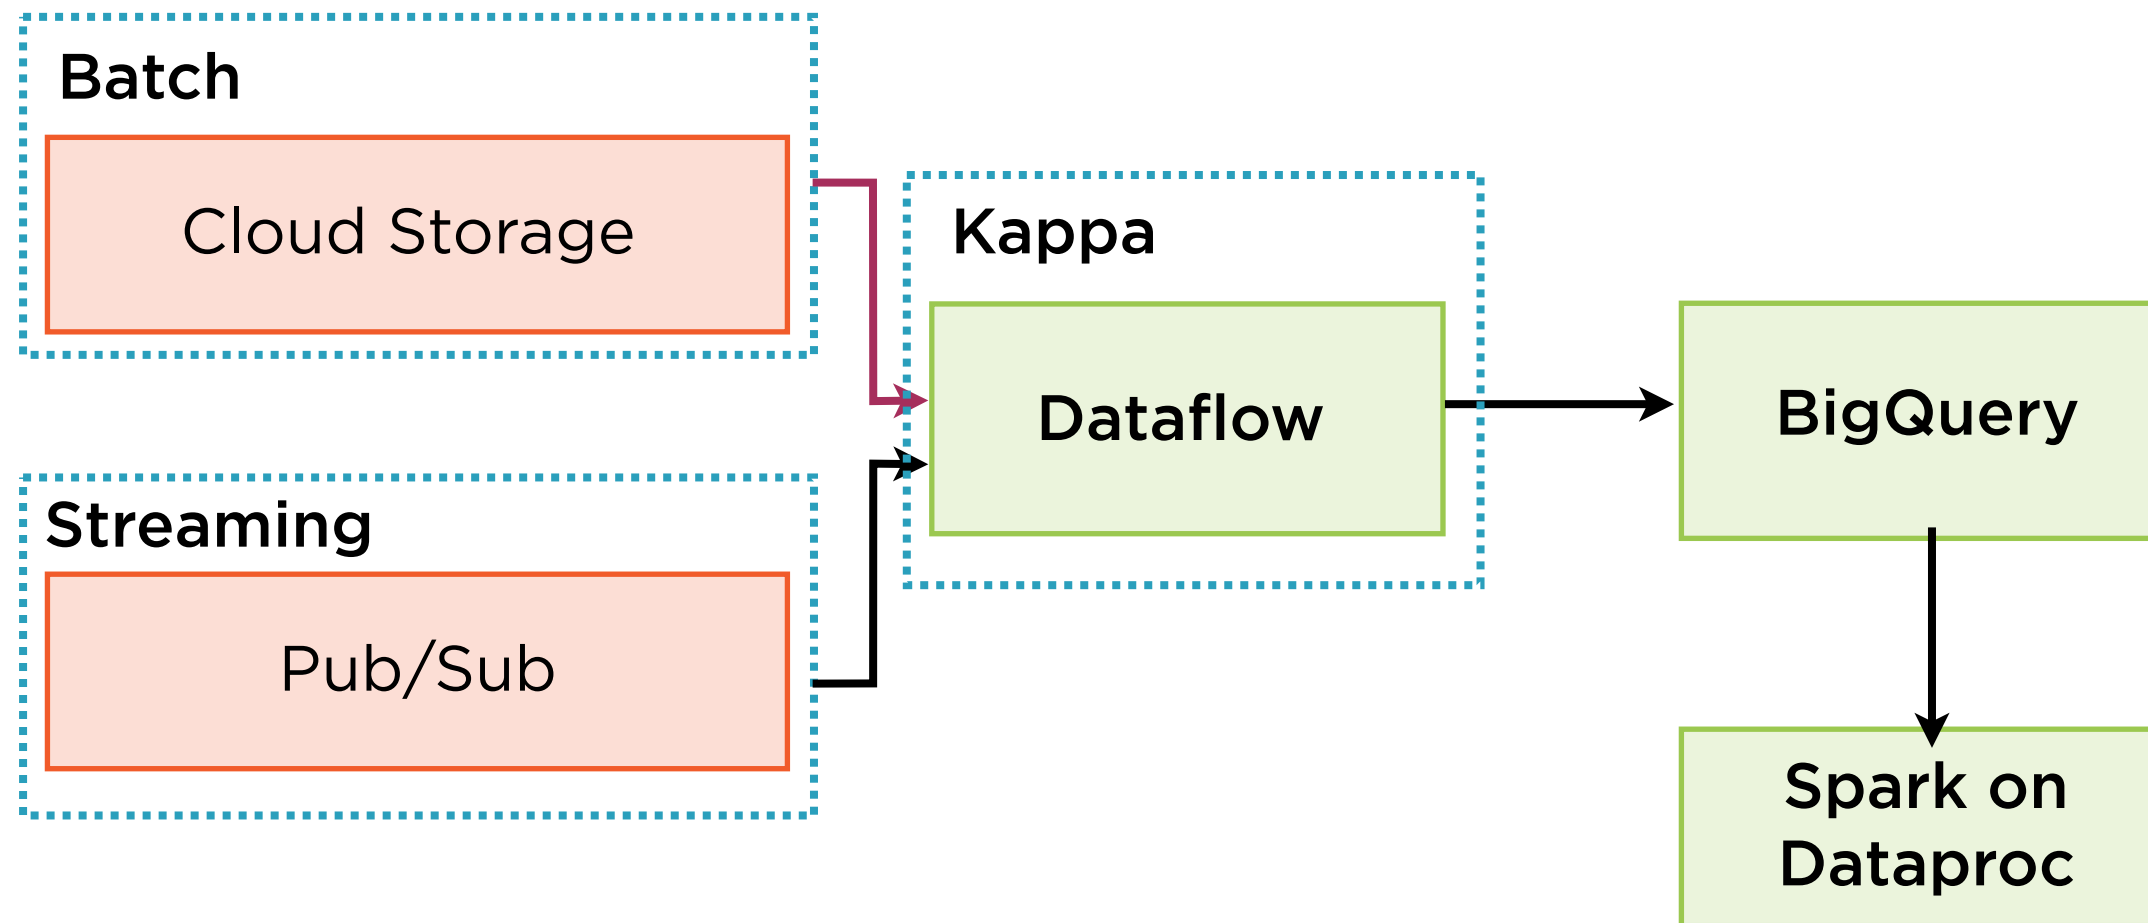 Batch
Cloud Storage
Kappa
Dataflow
BigQuery
Streaming
Pub/Sub
Spark on
Dataproc